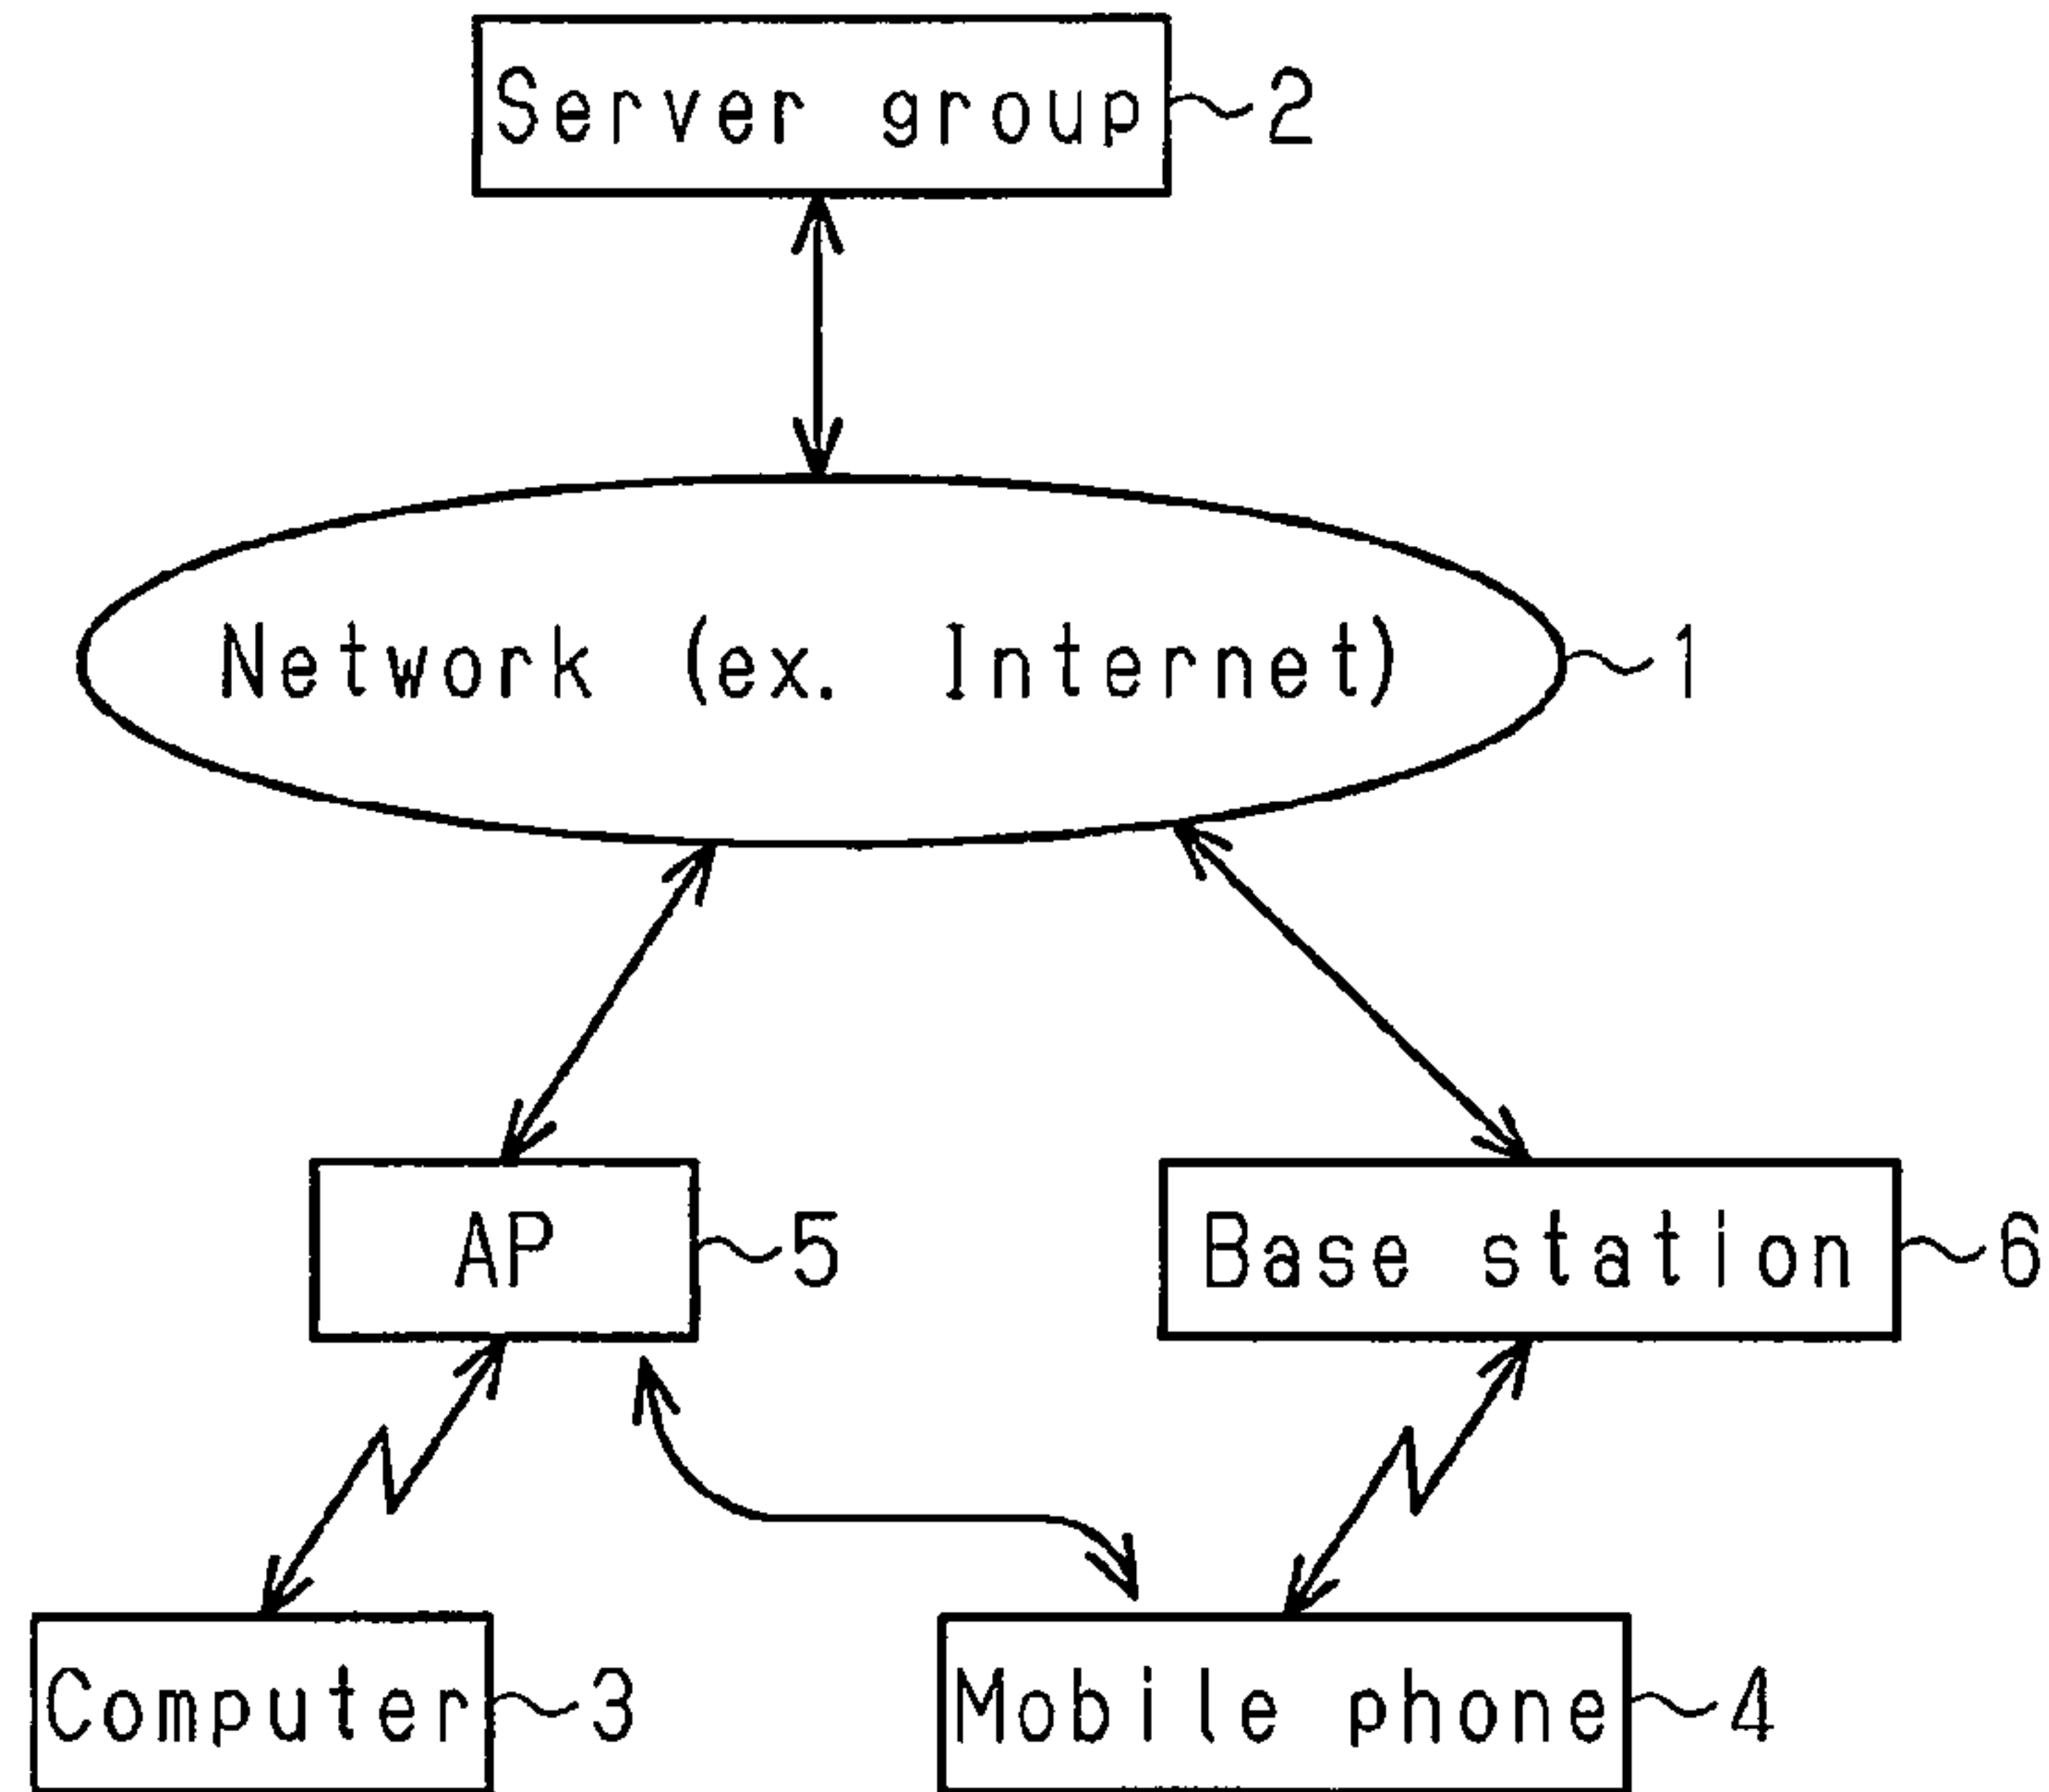 Server group 2
Network (ex. Internet) 1
AP 5
Base station 6
Computer 3
Mobile phone 4